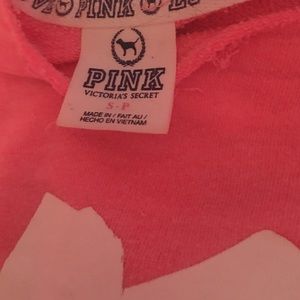 PINK
PINK
VICTORIA'S SECRET
S-P
MADE IN / FAIT AU /
HECHO EN VIETNAM